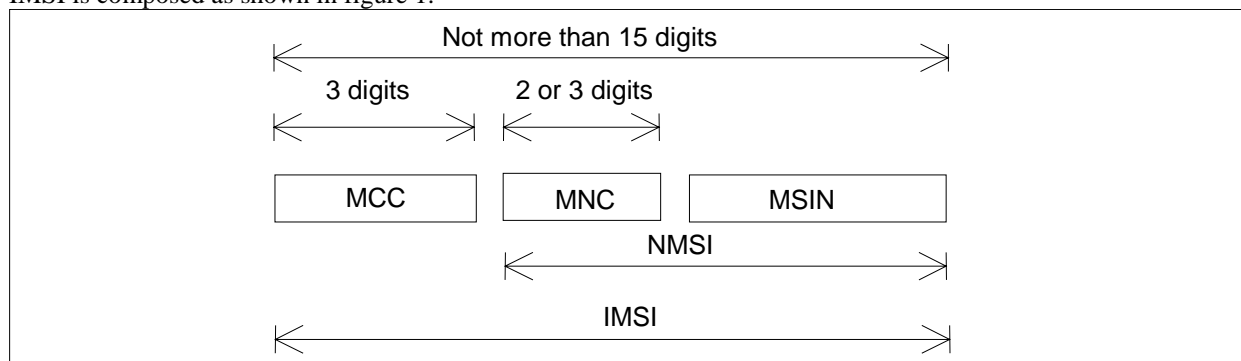 IMSI is composed as shown in figure 1.
Not more than 15 digits
3 digits 2 or 3 digits
MCC MNC MSIN
NMSI
IMSI